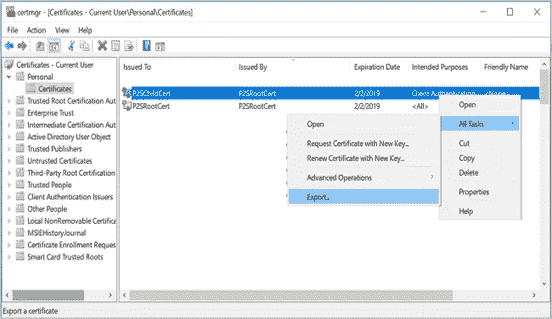 certmgr - [Certificates - Current User\Personal\Certificates]
File Action View Help
Certificates - Current User
Personal
Certificates
Trusted Root Certification Aut
Enterprise Trust
Intermediate Certification Aut
Active Directory User Object
Trusted Publishers
Untrusted Certificates
Third-Party Root Certification
Trusted People
Client Authentication Issuers
Other People
Local NonRemovable Certificat
MSIEHistoryJournal
Certificate Enrollment Reques
Smart Card Trusted Roots
Issued To Issued By Expiration Date Intended Purposes Friendly Name
P2SChildCert P2SRootCert 2/2/2019 Client Authentication <None>
P2SRootCert P2SRootCert 2/2/2019 <All>
Open
Request Certificate with New Key...
Renew Certificate with New Key...
Advanced Operations
Export...
Open
All Tasks
Cut
Copy
Delete
Properties
Help
Export a certificate